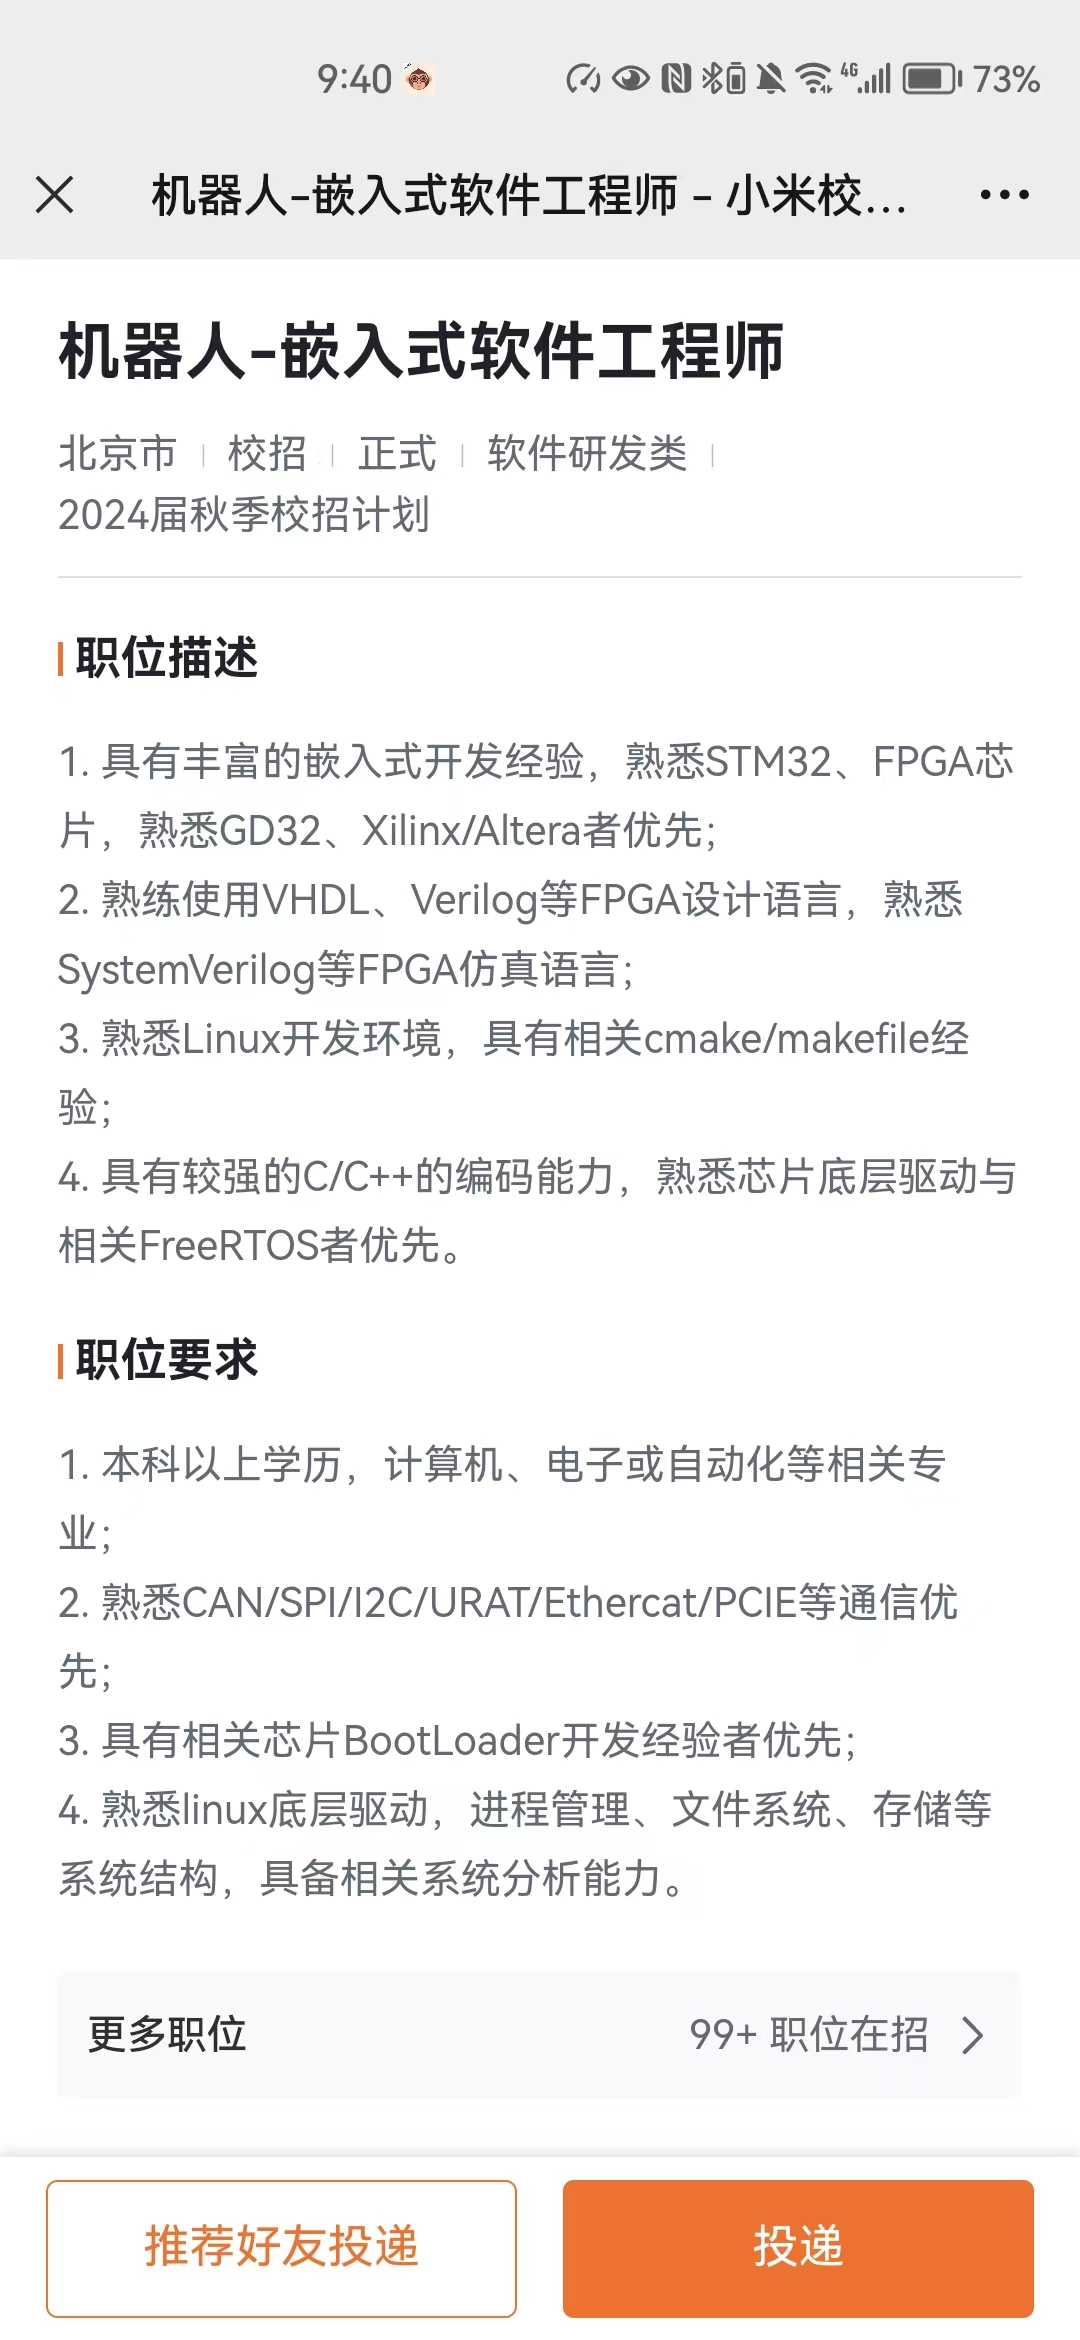 9:40
4G
73%
机器人-嵌入式软件工程师 - 小米校...
机器人-嵌入式软件工程师
北京市 | 校招 | 正式 | 软件研发类 |
2024届秋季校招计划
职位描述
1. 具有丰富的嵌入式开发经验，熟悉STM32、FPGA芯
片，熟悉GD32、Xilinx/Altera者优先；
2. 熟练使用VHDL、Verilog等FPGA设计语言，熟悉
SystemVerilog等FPGA仿真语言；
3. 熟悉Linux开发环境，具有相关cmake/makefile经
验；
4. 具有较强的C/C++的编码能力，熟悉芯片底层驱动与
相关FreeRTOS者优先。
职位要求
1. 本科以上学历，计算机、电子或自动化等相关专
业；
2. 熟悉CAN/SPI/I2C/URAT/Ethercat/PCIE等通信优
先；
3. 具有相关芯片BootLoader开发经验者优先；
4. 熟悉linux底层驱动，进程管理、文件系统、存储等
系统结构，具备相关系统分析能力。
更多职位
99+ 职位在招
推荐好友投递
投递